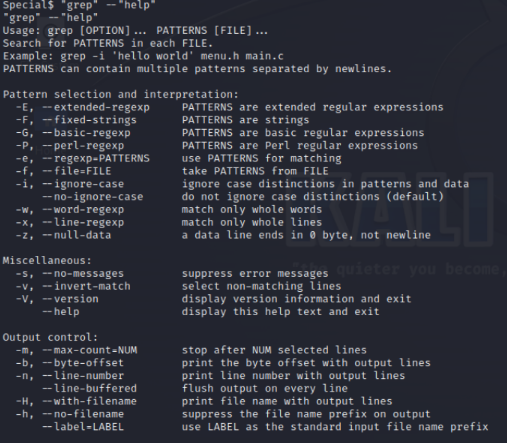 Special$ "grep" --"help"
"grep" --"help"
Usage: grep [OPTION]... PATTERNS [FILE]...
Search for PATTERNS in each FILE.
Example: grep -i 'hello world' menu.h main.c
PATTERNS can contain multiple patterns separated by newlines.

Pattern selection and interpretation:
  -E, --extended-regexp     PATTERNS are extended regular expressions
  -F, --fixed-strings       PATTERNS are strings
  -G, --basic-regexp        PATTERNS are basic regular expressions
  -P, --perl-regexp         PATTERNS are Perl regular expressions
  -e, --regexp=PATTERNS     use PATTERNS for matching
  -f, --file=FILE           take PATTERNS from FILE
  -i, --ignore-case         ignore case distinctions in patterns and data
      --no-ignore-case      do not ignore case distinctions (default)
  -w, --word-regexp         match only whole words
  -x, --line-regexp         match only whole lines
  -z, --null-data           a data line ends in 0 byte, not newline
KALI
"the quieter you become,

Miscellaneous:
  -s, --no-messages         suppress error messages
  -v, --invert-match        select non-matching lines
  -V, --version             display version information and exit
      --help                display this help text and exit

Output control:
  -m, --max-count=NUM       stop after NUM selected lines
  -b, --byte-offset         print the byte offset with output lines
  -n, --line-number         print line number with output lines
      --line-buffered       flush output on every line
  -H, --with-filename       print file name with output lines
  -h, --no-filename         suppress the file name prefix on output
      --label=LABEL         use LABEL as the standard input file name prefix